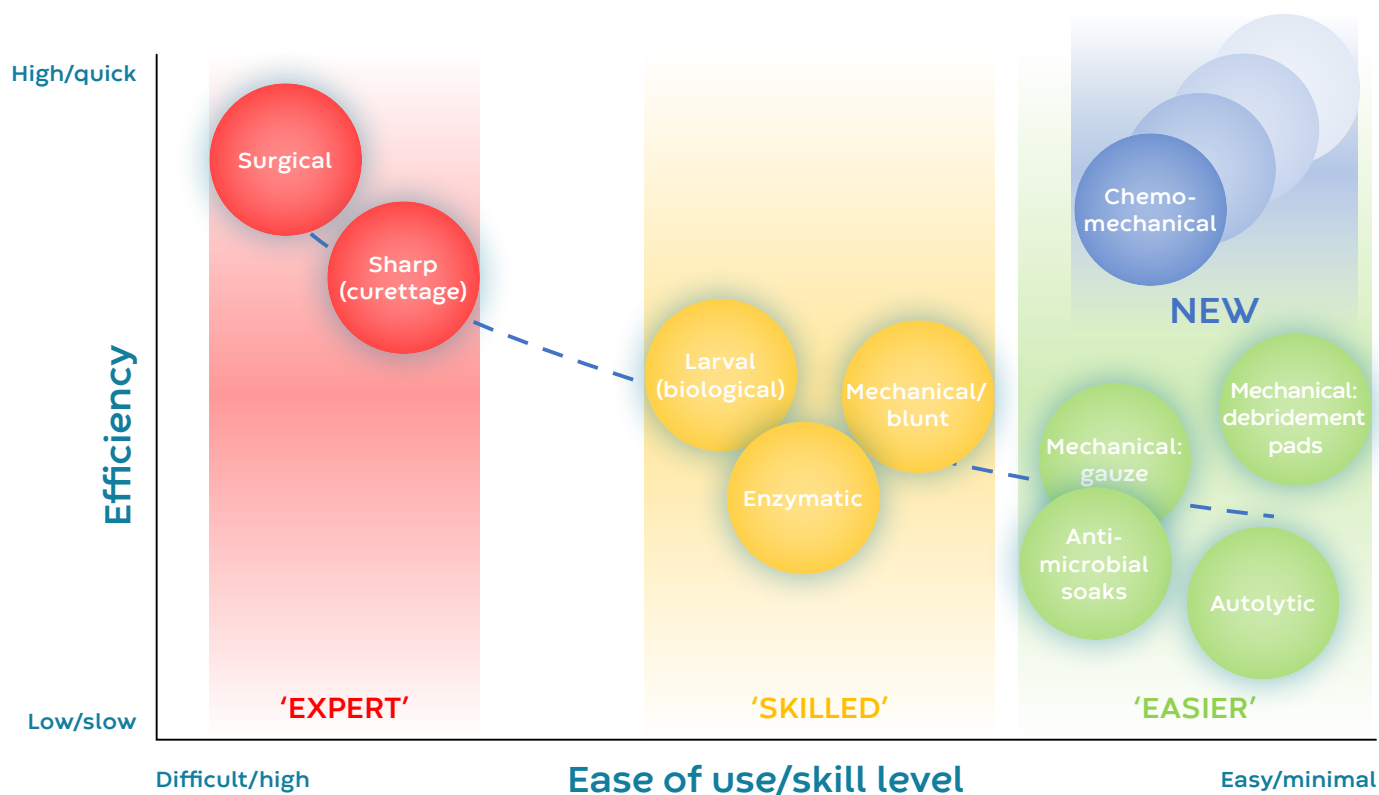 High/quick
Surgical
Sharp
(curettage)
Chemo-
mechanical
NEW
Larval
(biological)
Mechanical/
blunt
Enzymatic
Mechanical:
gauze
Mechanical:
debridement
pads
Anti-
microbial
soaks
Autolytic
Efficiency
‘EXPERT’
‘SKILLED’
‘EASIER’
Low/slow
Difficult/high
Ease of use/skill level
Easy/minimal